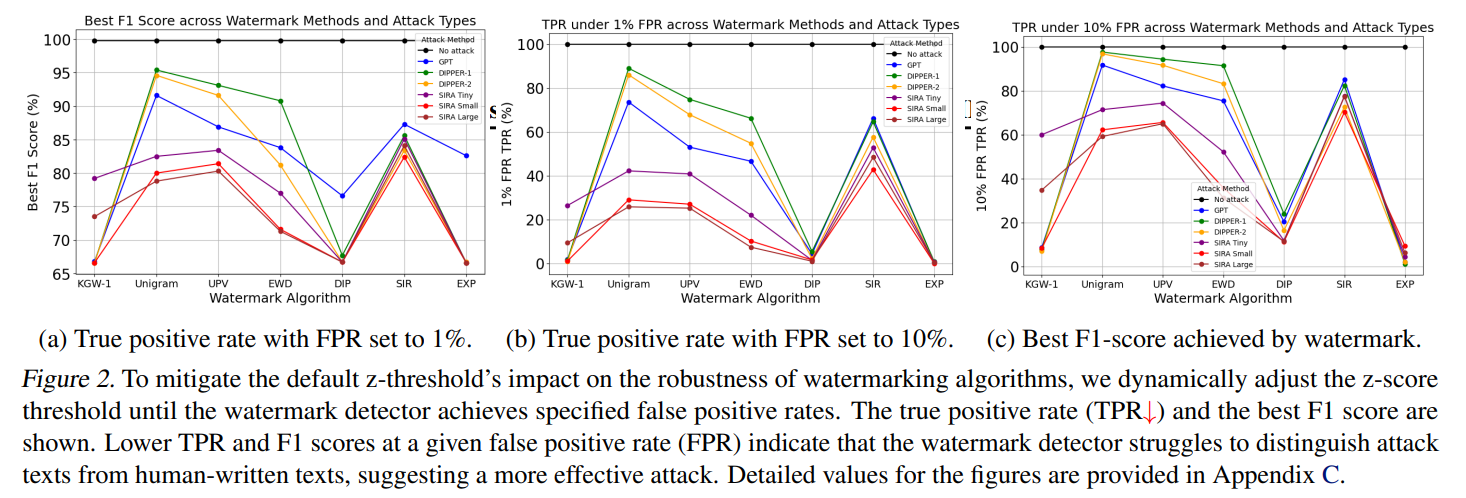 Best F1 Score across Watermark Methods and Attack Types
100
95
90
85
80
75
70
65
Best F1 Score (%)
KGW-1 Unigram UPV EWD DIP SIR EXP
Watermark Algorithm
Attack Method
No attack
GPT
DIPPER-1
DIPPER-2
SIRA Tiny
SIRA Small
SIRA Large
TPR under 1% FPR across Watermark Methods and Attack Types
100
80
60
40
20
0
1% FPR TPR (%)
KGW-1 Unigram UPV EWD DIP SIR EXP
Watermark Algorithm
Attack Method
No attack
GPT
DIPPER-1
DIPPER-2
SIRA Tiny
SIRA Small
SIRA Large
TPR under 10% FPR across Watermark Methods and Attack Types
100
80
60
40
20
0
10% FPR TPR (%)
KGW-1 Unigram UPV EWD DIP SIR EXP
Watermark Algorithm
Attack Method
No attack
GPT
DIPPER-1
DIPPER-2
SIRA Tiny
SIRA Small
SIRA Large
(a) True positive rate with FPR set to 1%.
(b) True positive rate with FPR set to 10%.
(c) Best F1-score achieved by watermark.
Figure 2. To mitigate the default z-threshold's impact on the robustness of watermarking algorithms, we dynamically adjust the z-score
threshold until the watermark detector achieves specified false positive rates. The true positive rate (TPR↓) and the best F1 score are
shown. Lower TPR and F1 scores at a given false positive rate (FPR) indicate that the watermark detector struggles to distinguish attack
texts from human-written texts, suggesting a more effective attack. Detailed values for the figures are provided in Appendix C.